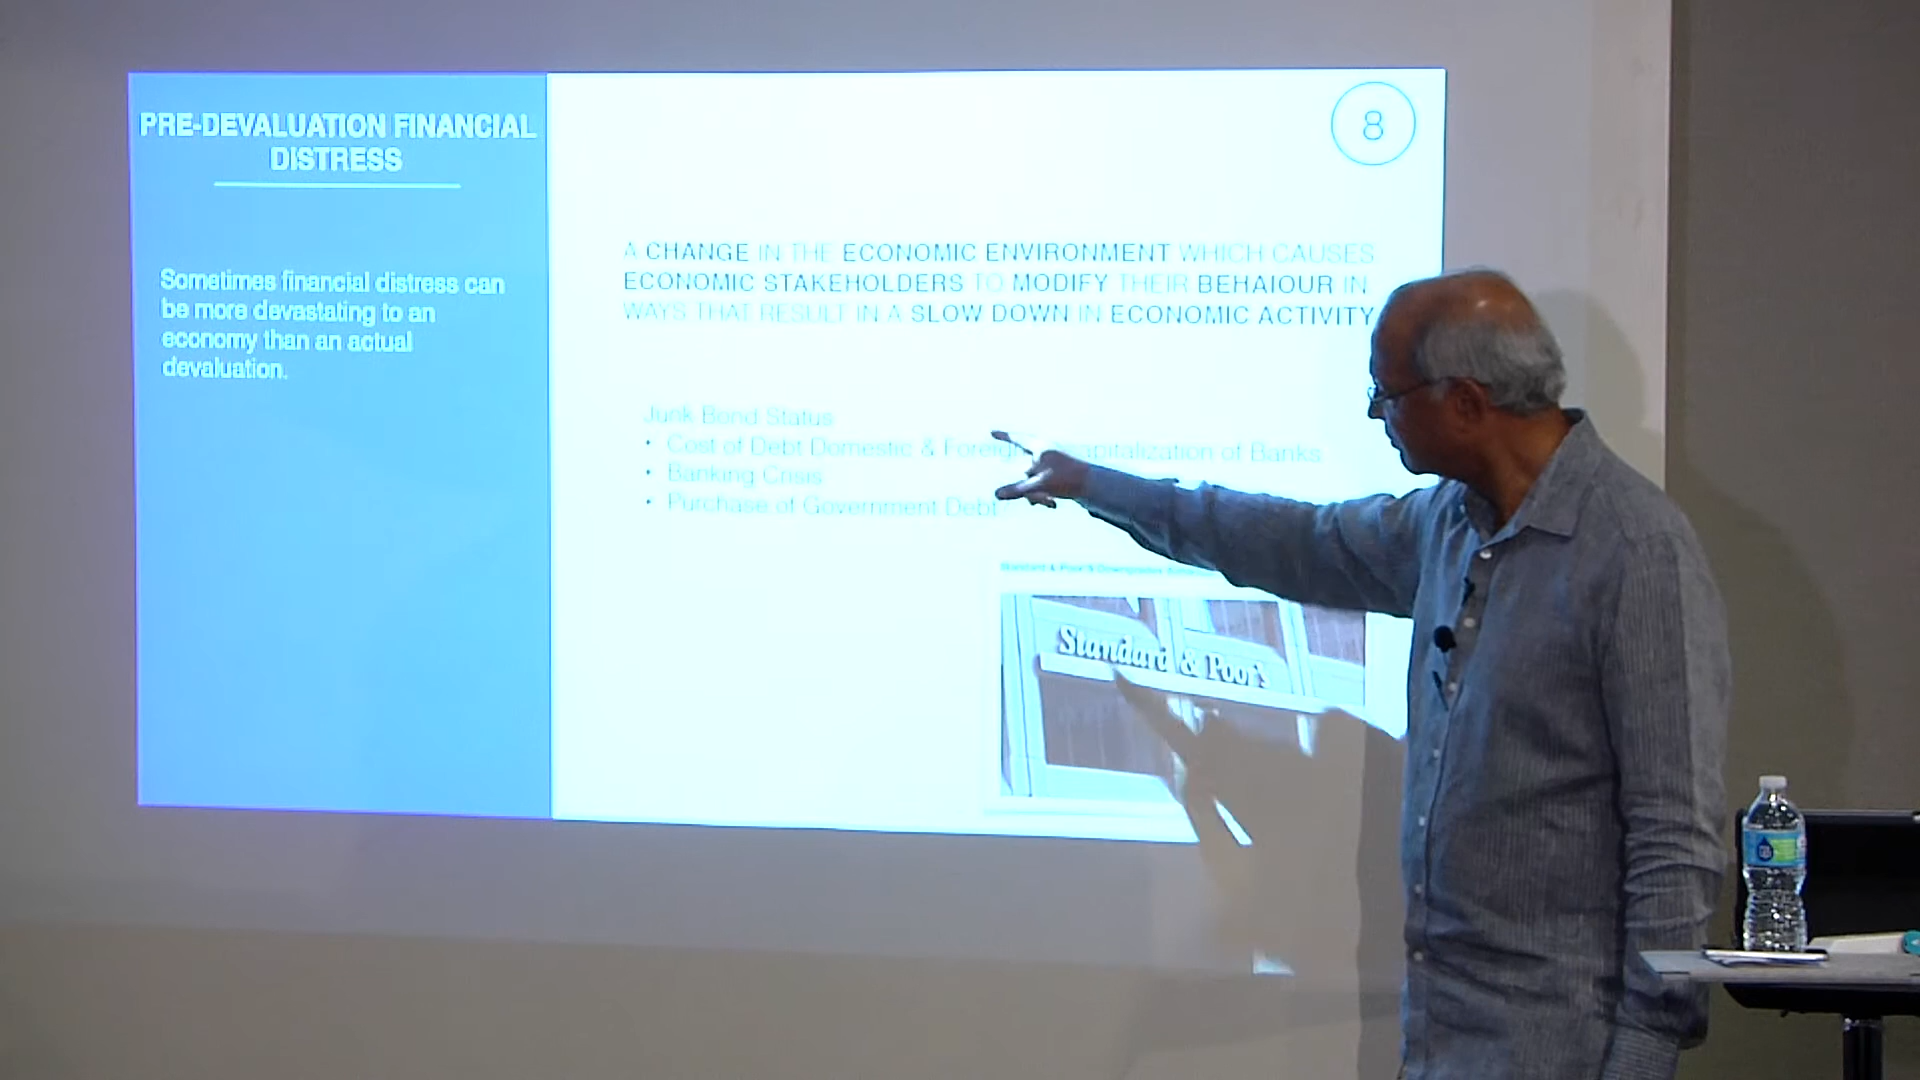 PRE-DEVALUATION FINANCIAL
DISTRESS
Sometimes financial distress can
be more devastating to an
economy than an actual
devaluation.
8
A CHANGE IN THE ECONOMIC ENVIRONMENT WHICH CAUSES
ECONOMIC STAKEHOLDERS TO MODIFY THEIR BEHAIOUR IN
WAYS THAT RESULT IN A SLOW DOWN IN ECONOMIC ACTIVITY
Junk Bond Status
• Cost of Debt Domestic & Foreign of Banks
• Banking Crisis
• Purchase of Government Debt
Standard & Poor's
Standard & Poor's